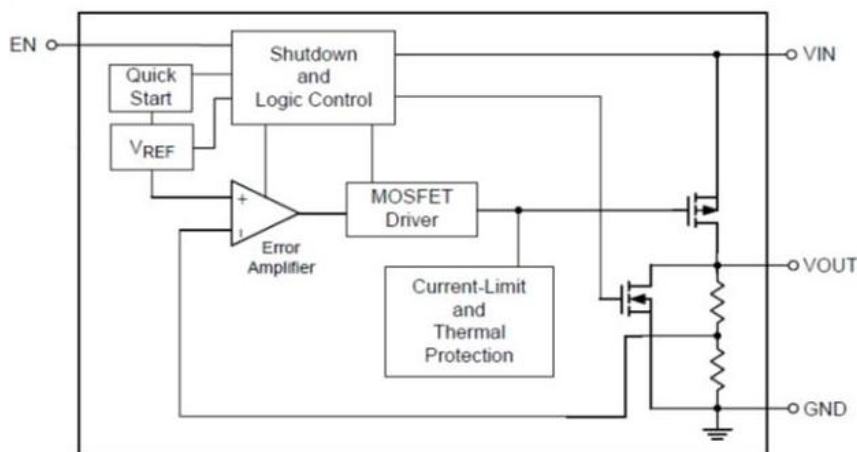 EN
Shutdown
and
Logic Control
VIN
Quick
Start
VREF
+
-
Error
Amplifier
MOSFET
Driver
Current-Limit
and
Thermal
Protection
VOUT
GND